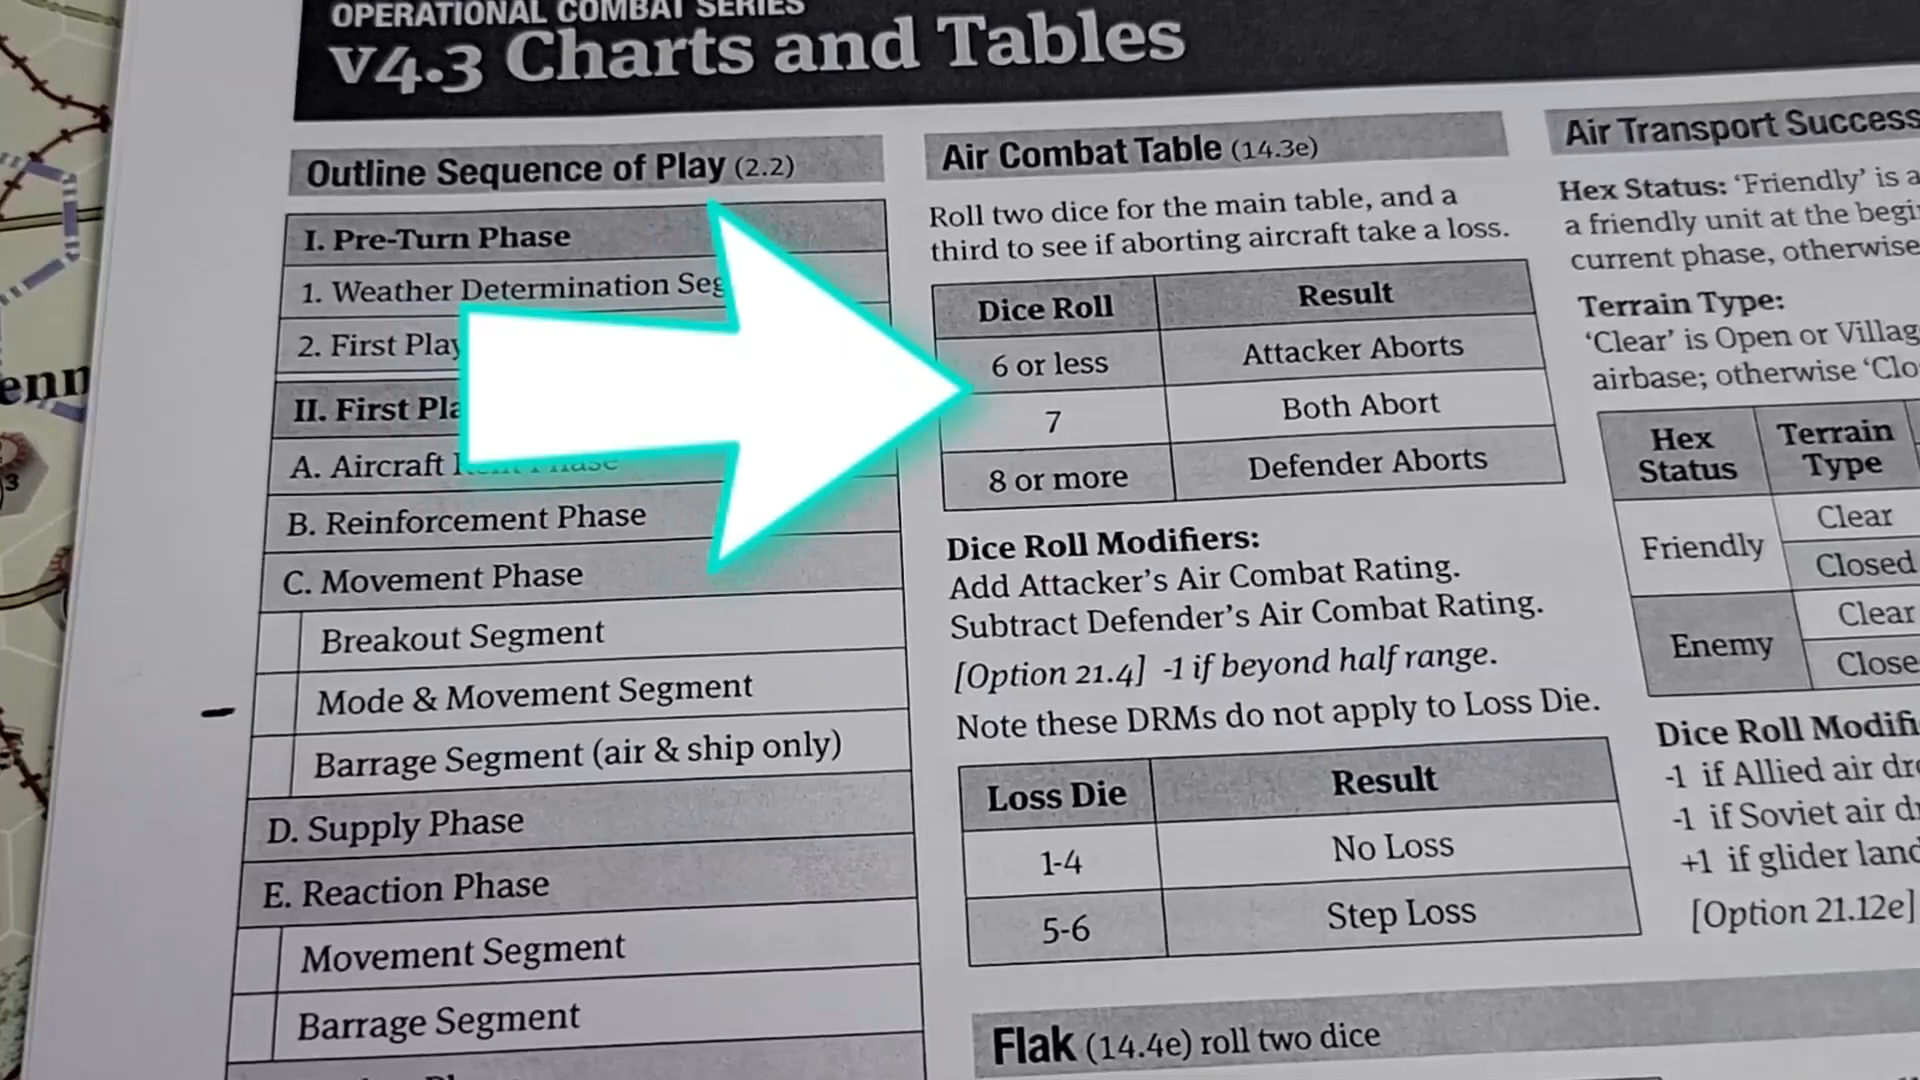 OPERATIONAL COMBAT SERIES
v4.3 Charts and Tables
Outline Sequence of Play (2.2)
I. Pre-Turn Phase
1. Weather Determination
2. First
II. First
A. Aircraft
B. Reinforcement Phase
C. Movement Phase
Breakout Segment
Mode & Movement Segment
Barrage Segment (air & ship only)
D. Supply Phase
E. Reaction Phase
Movement Segment
Barrage Segment
Air Combat Table (14.3e)
Roll two dice for the main table, and a
third to see if aborting aircraft take a loss.
Dice Roll Result
6 or less Attacker Aborts
7 Both Abort
8 or more Defender Aborts
Dice Roll Modifiers:
Add Attacker's Air Combat Rating.
Subtract Defender's Air Combat Rating.
[Option 21.4] -1 if beyond half range.
Note these DRMs do not apply to Loss Die.
Loss Die Result
1-4 No Loss
5-6 Step Loss
Flak (14.4e) roll two dice
Air Transport Success
Hex Status: 'Friendly' is a
a friendly unit at the
current phase, otherwise
Terrain Type:
'Clear' is Open or
airbase; otherwise
Hex Status Terrain Type
Friendly Clear
Closed
Enemy Clear
Close
Dice Roll
-1 if Allied air
-1 if Soviet air
+1 if glider
[Option 21.12e]
enn
3